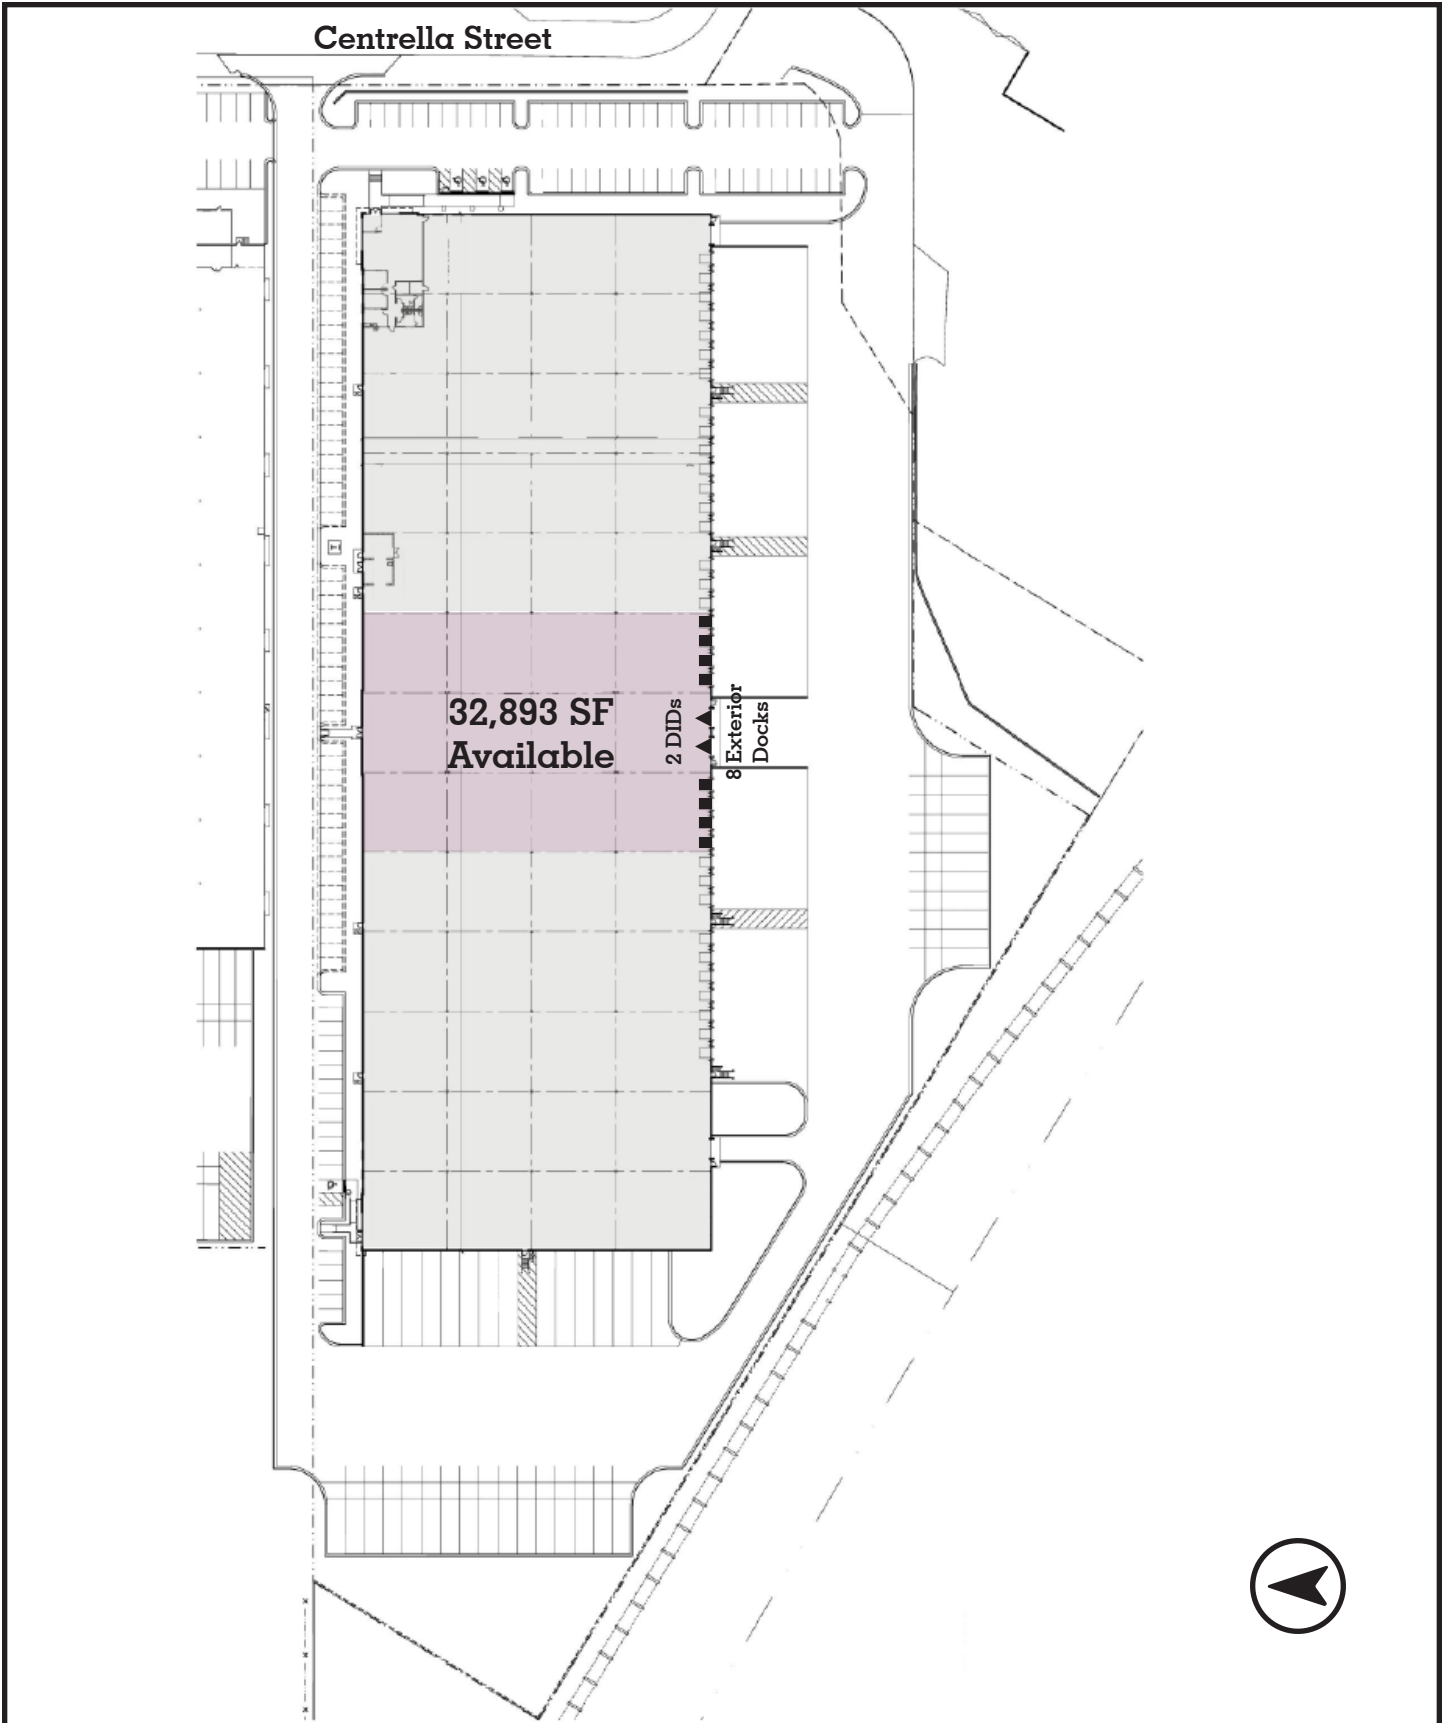 Centrella Street
32,893 SF
Available
2 DIDs
8 Exterior
Docks